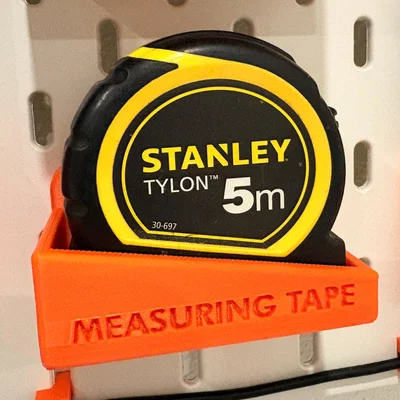 STANLEY
TYLON™
5m
30-697
MEASURING TAPE